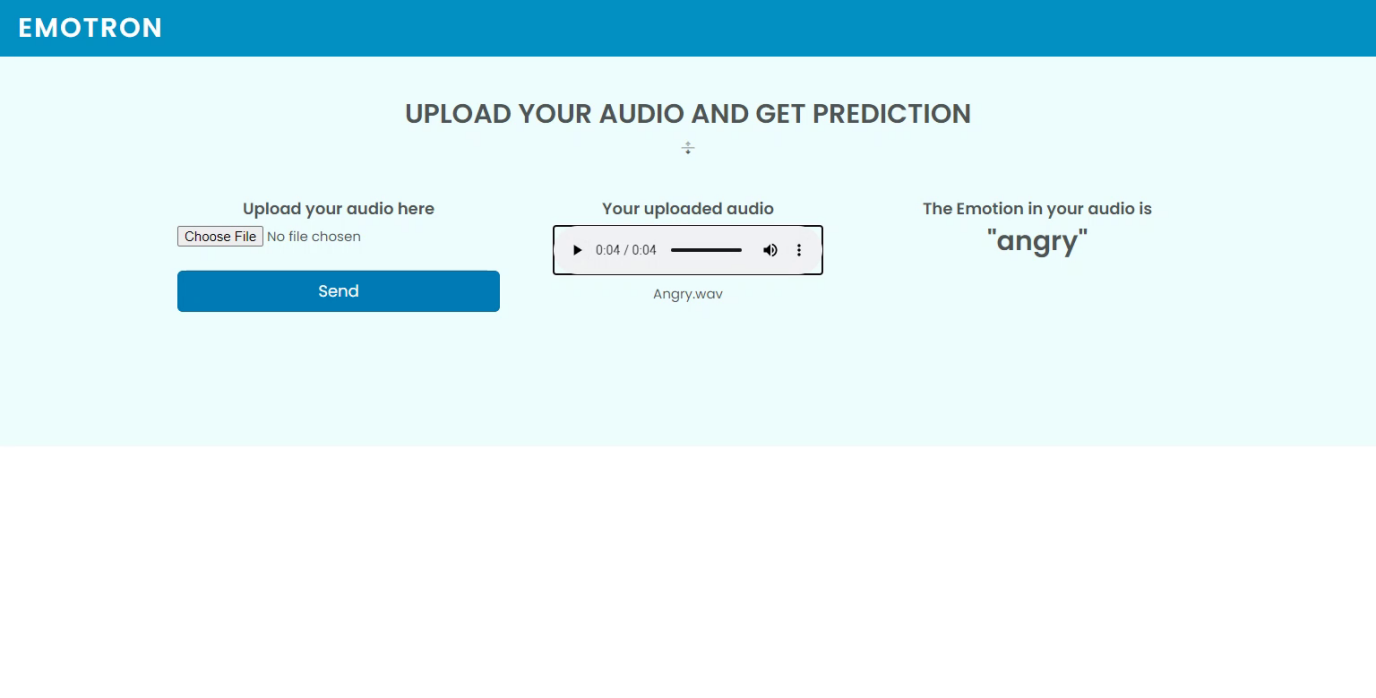 EMOTRON
UPLOAD YOUR AUDIO AND GET PREDICTION
Upload your audio here
Choose File No file chosen
Send
Your uploaded audio
0:04 / 0:04
Angry.wav
The Emotion in your audio is
"angry"